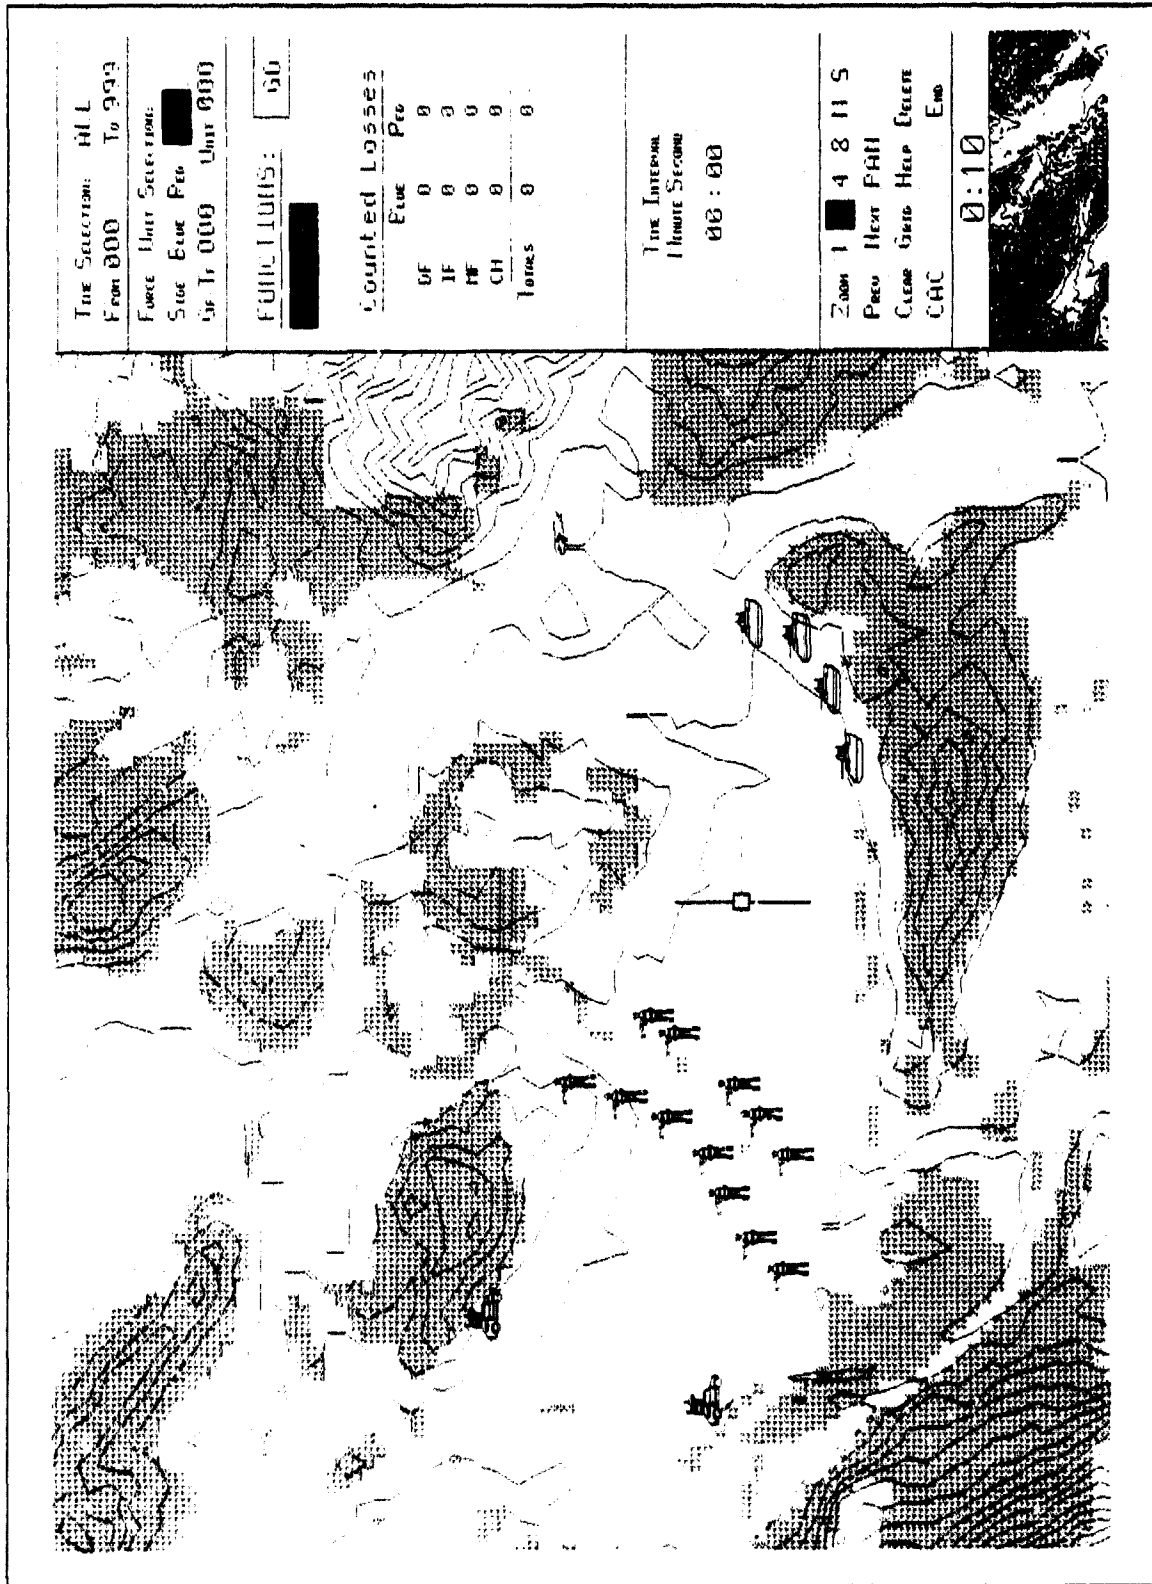 TIME SELECTION: ALL
FROM 000 TO 999
FORCE UNIT SELECTION:
SIDE BLUE RED
SF TF 000 UNIT 000
FUNCTIONS: GO
Counted Losses
BLUE RED
DF 0 0
IF 0 0
MF 0 0
CH 0 0
TOTALS 0 0
TIME INTERVAL
MINUTE SECOND
00:00
ZOOM 1 4 8 11 S
PREV NEXT PAN
CLEAR GRID HELP DELETE
CAC END
0:10